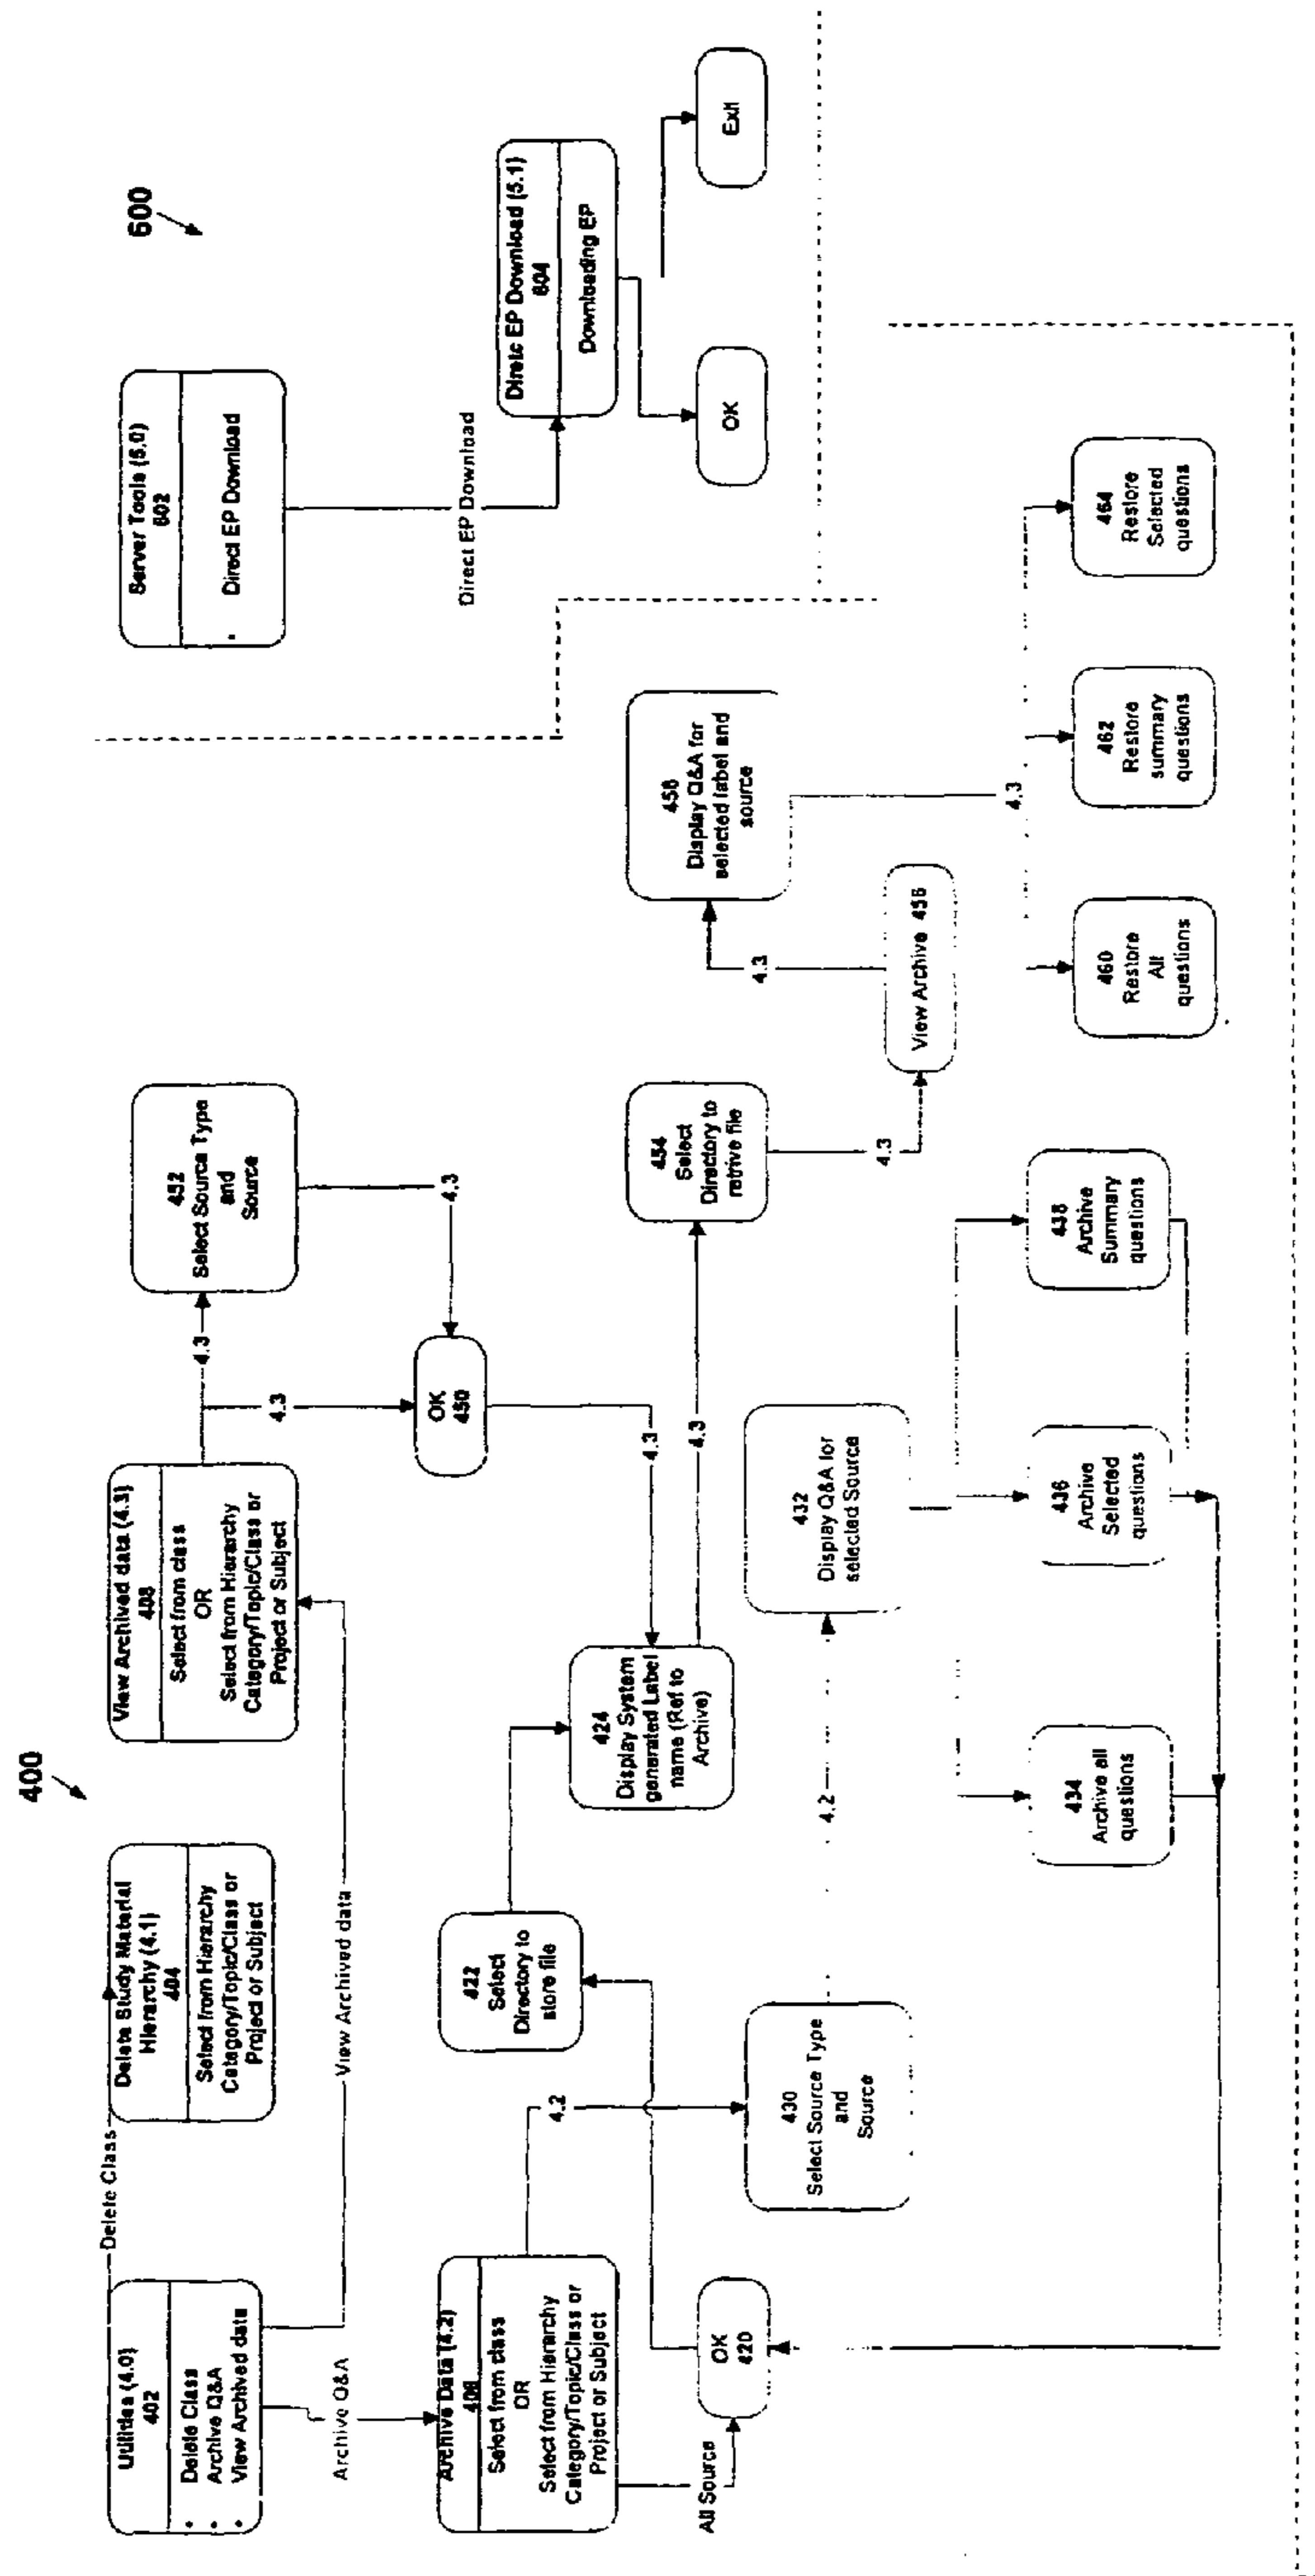 400
Utilities (4.0)
402
• Delete Class
• Archive Q&A
• View Archived data
Delete Class
Delete Study Material
Hierarchy (4.1)
404
Select from Hierarchy
Category/Topic/Class or
Project or Subject
View Archived data (4.3)
408
Select from class
OR
Select from Hierarchy
Category/Topic/Class or
Project or Subject
4.3
452
Select Source Type
and
Source
4.3
4.3
OK
450
View Archived data
Archive Q&A
Archive Data (4.2)
406
Select from class
OR
Select from Hierarchy
Category/Topic/Class or
Project or Subject
All Source
4.2
OK
420
422
Select
Directory to
store file
424
Display System
generated Label
name (Ref to
Archive)
4.3
4.3
454
Select
Directory to
retrive file
4.3
View Archive 456
4.3
458
Display Q&A for
selected label and
source
4.3
460
Restore
All
questions
462
Restore
summary
questions
464
Restore
Selected
questions
430
Select Source Type
and
Source
4.2
432
Display Q&A for
selected Source
434
Archive all
questions
436
Archive
Selected
questions
438
Archive
Summary
questions
Server Tools (5.0)
602
• Direct EP Download
600
Direct EP Download
Diretc EP Download (5.1)
604
Downloading EP
OK
Exit